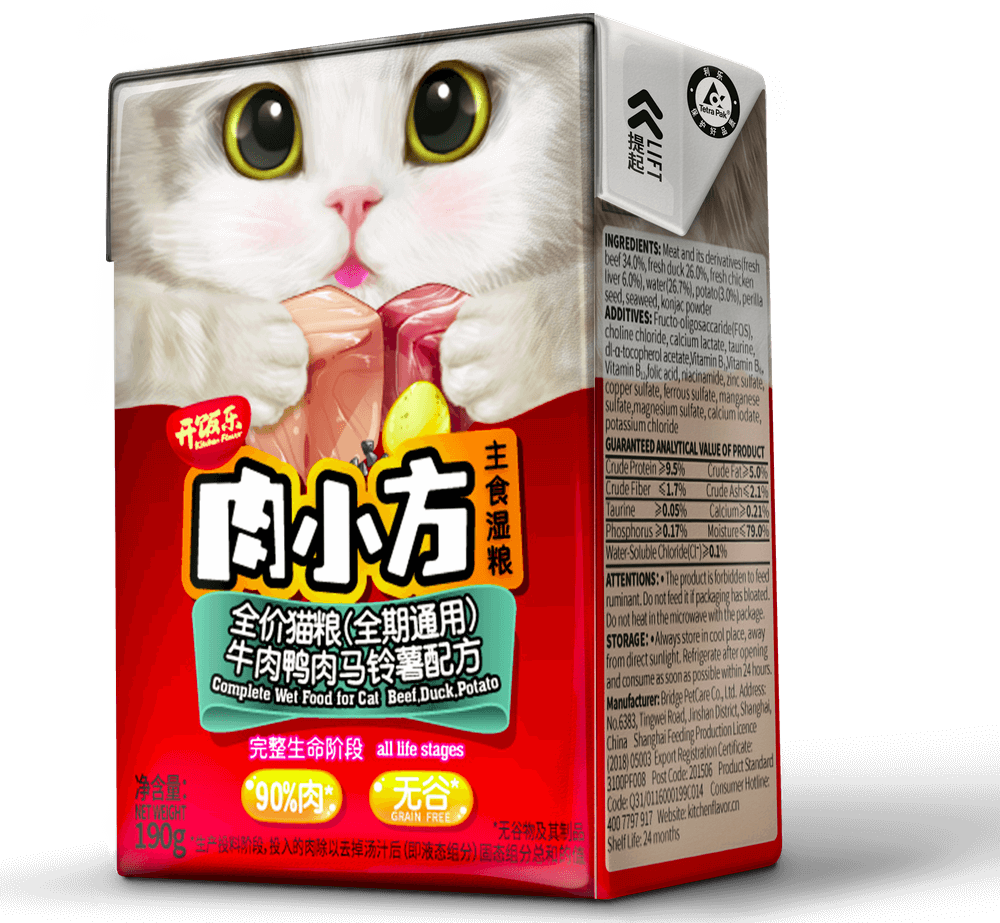 开饭乐
Kitchen Flavor
肉小方
主食湿粮
全价猫粮(全期通用)
牛肉鸭肉马铃薯配方
Complete Wet Food for Cat Beef,Duck,Potato
完整生命阶段 all life stages
90%肉*
无谷*
GRAIN FREE
净含量:
NET WEIGHT
190g
*无谷物及其制品
*生产投料阶段,投入的肉除以去掉汤汁后(即液态组分)固态组分总和的值
提起
LIFT
利乐
Tetra Pak®
保护好品质
INGREDIENTS: Meat and its derivatives(fresh
beef 34.0%, fresh duck 26.0%, fresh chicken
liver 6.0%), water(26.7%), potato(3.0%), perilla
seed, seaweed, konjac powder
ADDITIVES: Fructo-oligosaccaride(FOS),
choline chloride, calcium lactate, taurine,
dl-α-tocopherol acetate,Vitamin B₁,Vitamin B₆,
Vitamin B₁₂,folic acid, niacinamide, zinc sulfate,
copper sulfate, ferrous sulfate, manganese
sulfate,magnesium sulfate, calcium iodate,
potassium chloride
GUARANTEED ANALYTICAL VALUE OF PRODUCT
Crude Protein ≥9.5% Crude Fat≥5.0%
Crude Fiber ≤1.7% Crude Ash≤2.1%
Taurine ≥0.05% Calcium≥0.21%
Phosphorus ≥0.17% Moisture≤79.0%
Water-Soluble Chloride(Cl⁻)≥0.1%
ATTENTIONS: •The product is forbidden to feed
ruminant. Do not feed it if packaging has bloated.
Do not heat in the microwave with the package.
STORAGE: •Always store in cool place, away
from direct sunlight. Refrigerate after opening
and consume as soon as possible within 24 hours.
Manufacturer: Bridge PetCare Co., Ltd. Address:
No.6383, Tingwei Road, Jinshan District, Shanghai,
China Shanghai Feeding Production Licence
(2018) 05003 Export Registration Certificate:
3100PF008 Post Code: 201506 Product Standard
Code: Q31/0116000199C014 Consumer Hotline:
400 7797 917 Website: kitchenflavor.cn
Shelf Life: 24 months